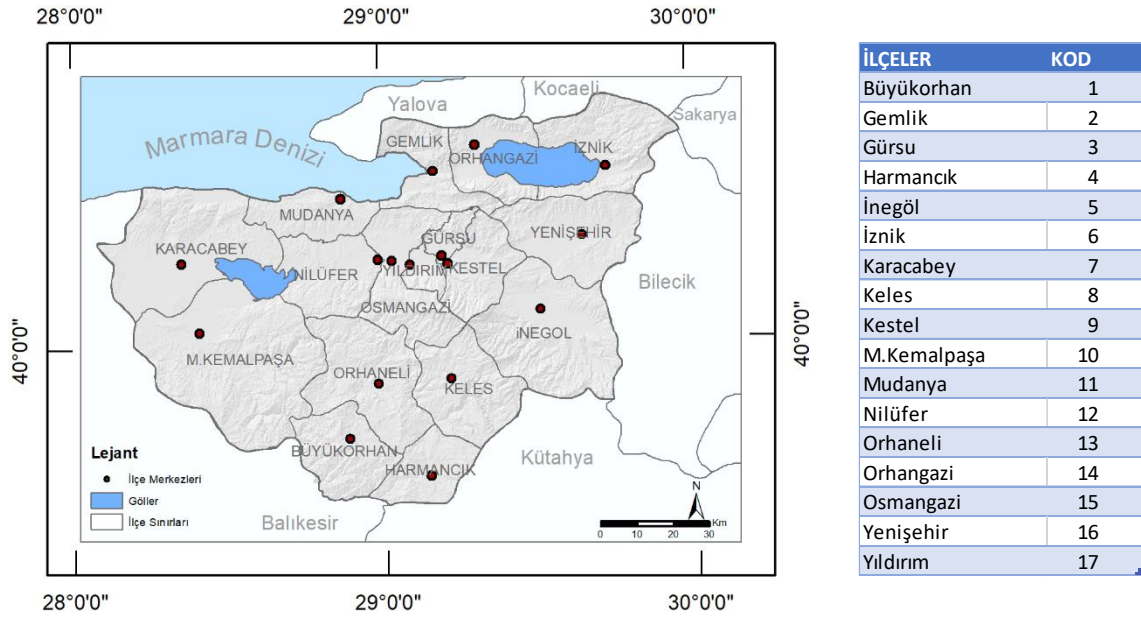 28°0'0" 29°0'0" 30°0'0"
Kocaeli
Yalova
Sakarya
Marmara Denizi
GEMLİK
ORHANGAZİ
İZNİK
MUDANYA
YENİŞEHİR
GÜRSU
KARACABEY
NİLÜFER
YILDIRIM
KESTEL
Bilecik
OSMANGAZİ
iNEGOL
40°0'0"
40°0'0"
M.KEMALPAŞA
ORHANELİ
KELES
BÜYÜKORHAN
HARMANCIK
Kütahya
Balıkesir
Lejant
İlçe Merkezleri
Göller
İlçe Sınırları
N
Km
0 10 20 30
28°0'0" 29°0'0" 30°0'0"
İLÇELER KOD
Büyükorhan 1
Gemlik 2
Gürsu 3
Harmancık 4
İnegöl 5
İznik 6
Karacabey 7
Keles 8
Kestel 9
M.Kemalpaşa 10
Mudanya 11
Nilüfer 12
Orhaneli 13
Orhangazi 14
Osmangazi 15
Yenişehir 16
Yıldırım 17